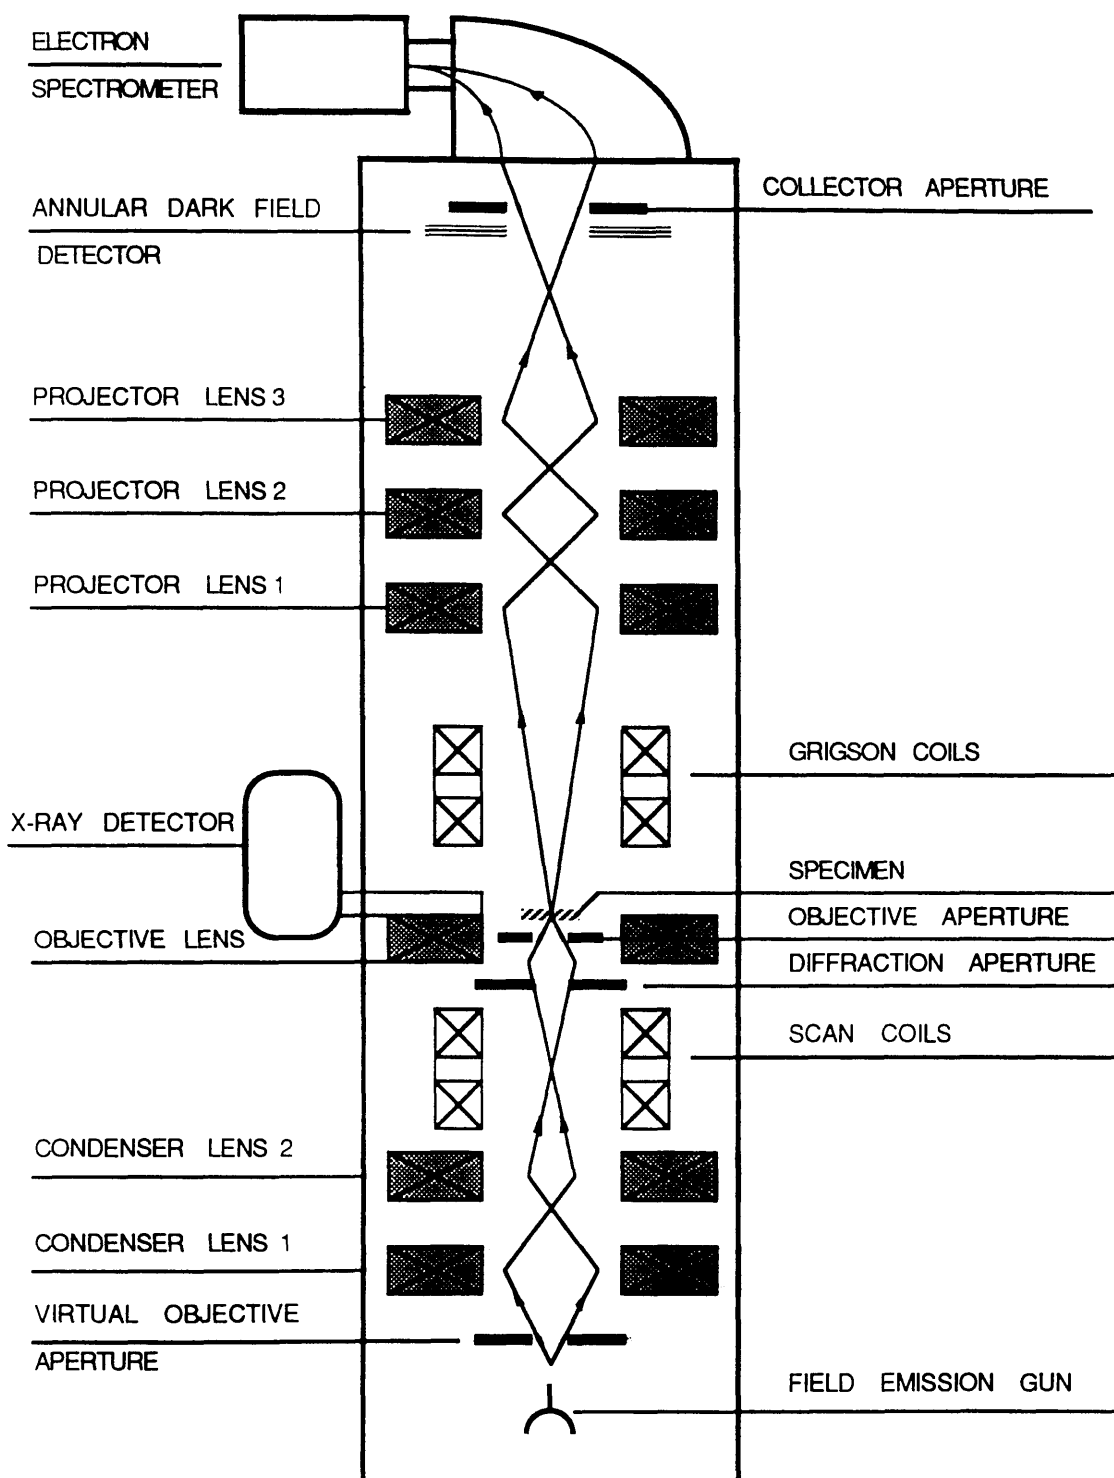 ELECTRON
SPECTROMETER
ANNULAR DARK FIELD
DETECTOR
PROJECTOR LENS 3
PROJECTOR LENS 2
PROJECTOR LENS 1
X-RAY DETECTOR
OBJECTIVE LENS
CONDENSER LENS 2
CONDENSER LENS 1
VIRTUAL OBJECTIVE
APERTURE
COLLECTOR APERTURE
GRIGSON COILS
SPECIMEN
OBJECTIVE APERTURE
DIFFRACTION APERTURE
SCAN COILS
FIELD EMISSION GUN